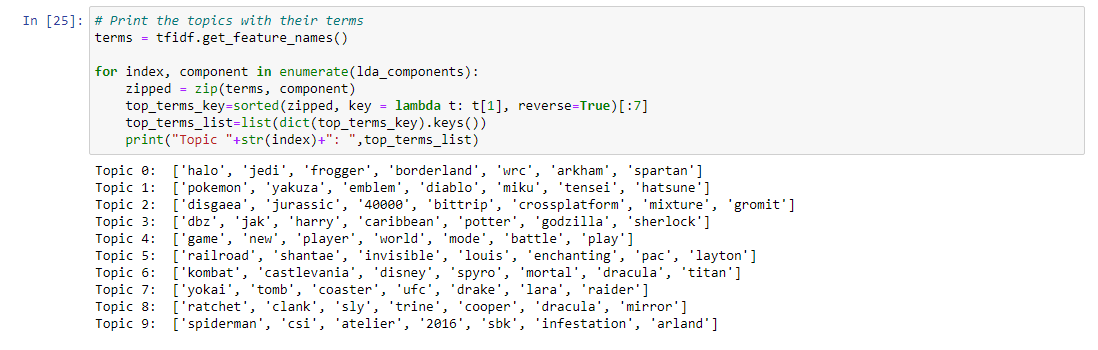 In [25]: # Print the topics with their terms
terms = tfidf.get_feature_names()
for index, component in enumerate(lda_components):
    zipped = zip(terms, component)
    top_terms_key=sorted(zipped, key = lambda t: t[1], reverse=True)[:7]
    top_terms_list=list(dict(top_terms_key).keys())
    print("Topic "+str(index)+": ",top_terms_list)
Topic 0:  ['halo', 'jedi', 'frogger', 'borderland', 'wrc', 'arkham', 'spartan']
Topic 1:  ['pokemon', 'yakuza', 'emblem', 'diablo', 'miku', 'tensei', 'hatsune']
Topic 2:  ['disgaea', 'jurassic', '40000', 'bittrip', 'crossplatform', 'mixture', 'gromit']
Topic 3:  ['dbz', 'jak', 'harry', 'caribbean', 'potter', 'godzilla', 'sherlock']
Topic 4:  ['game', 'new', 'player', 'world', 'mode', 'battle', 'play']
Topic 5:  ['railroad', 'shantae', 'invisible', 'louis', 'enchanting', 'pac', 'layton']
Topic 6:  ['kombat', 'castlevania', 'disney', 'spyro', 'mortal', 'dracula', 'titan']
Topic 7:  ['yokai', 'tomb', 'coaster', 'ufc', 'drake', 'lara', 'raider']
Topic 8:  ['ratchet', 'clank', 'sly', 'trine', 'cooper', 'dracula', 'mirror']
Topic 9:  ['spiderman', 'csi', 'atelier', '2016', 'sbk', 'infestation', 'arland']